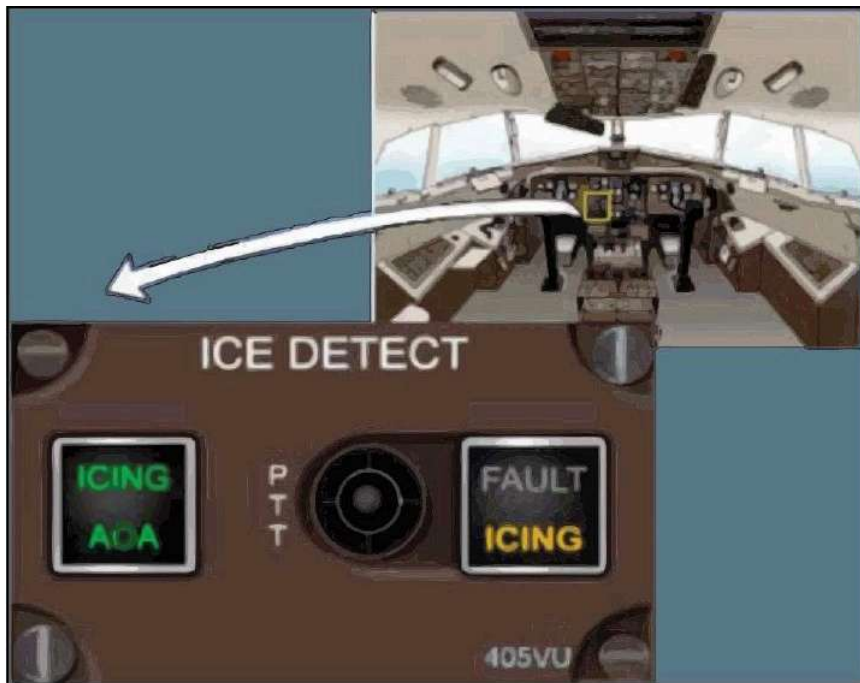 ICE DETECT
ICING
AOA
P
T
T
FAULT
ICING
405VU